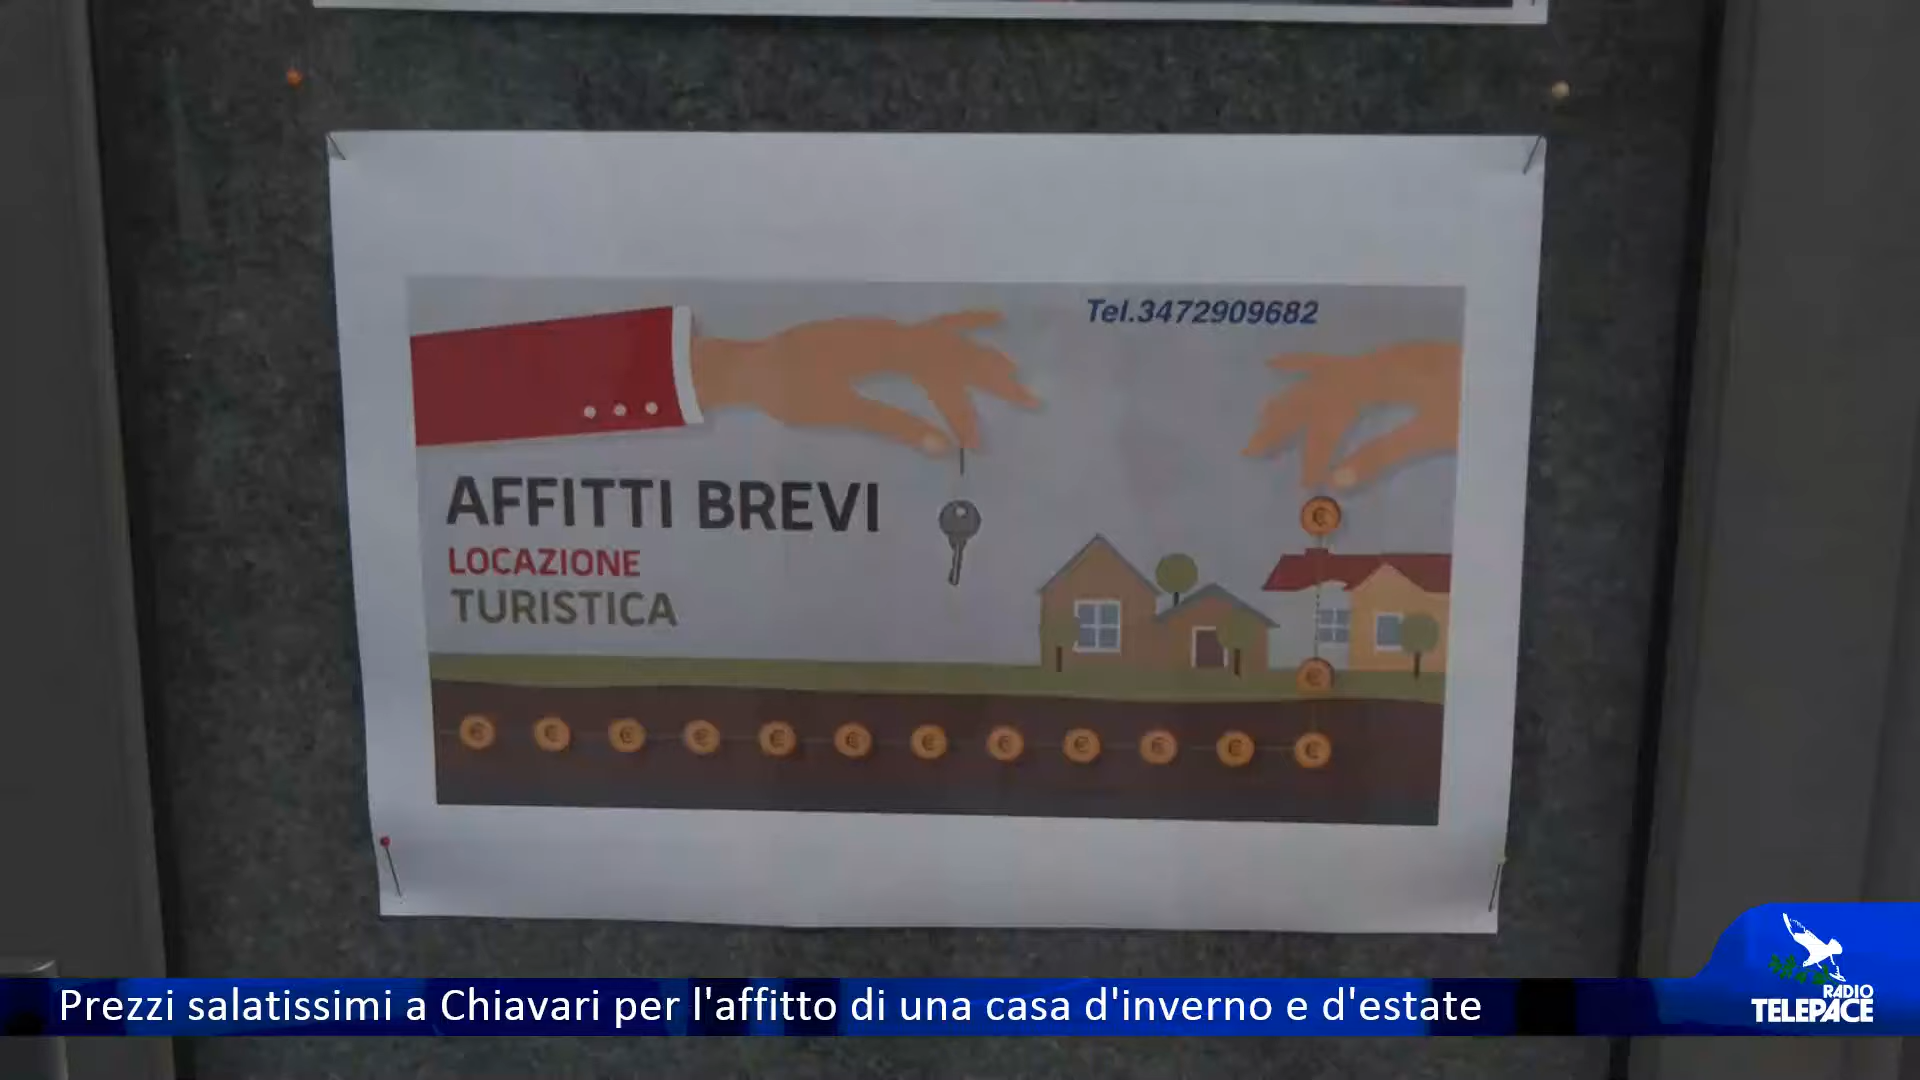 Tel.3472909682
AFFITTI BREVI
LOCAZIONE
TURISTICA
€
€
€ € € € € € € € € € € €
Prezzi salatissimi a Chiavari per l'affitto di una casa d'inverno e d'estate
RADIO
TELEPACE